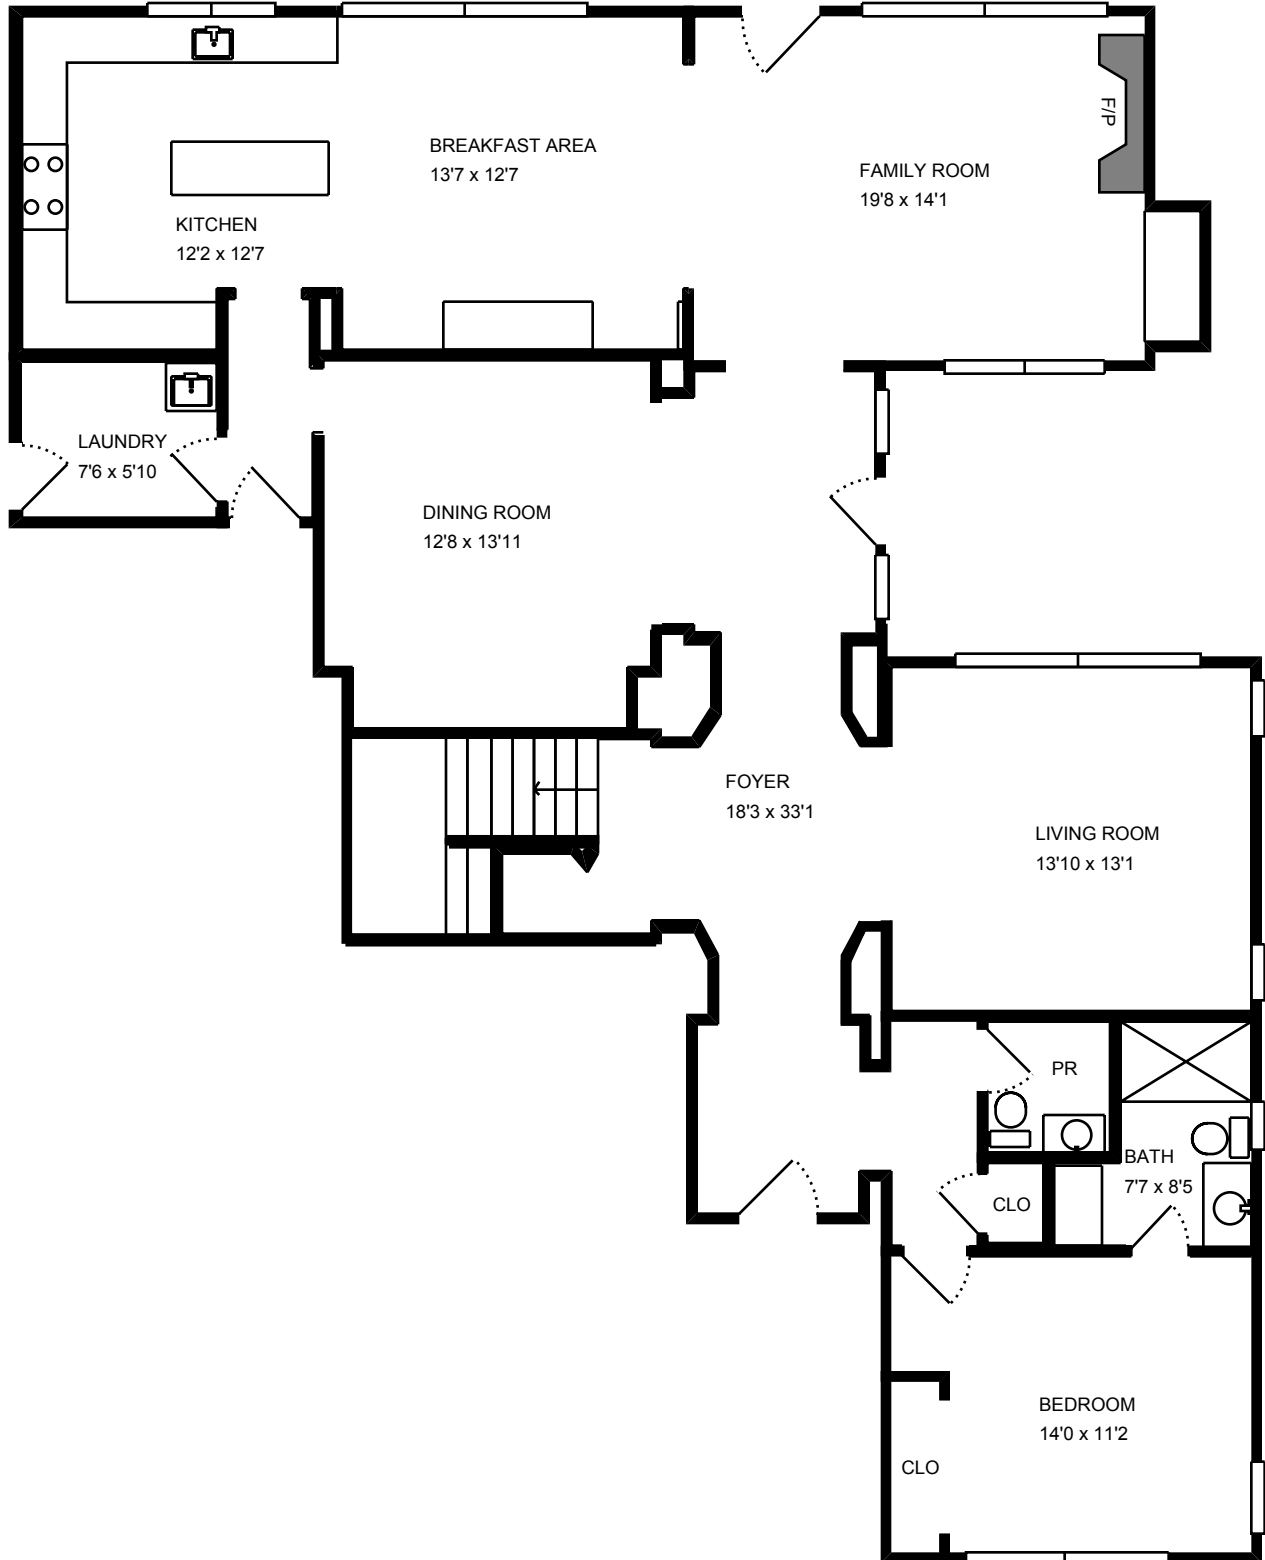 BREAKFAST AREA
13'7 x 12'7
F/P
FAMILY ROOM
19'8 x 14'1
KITCHEN
12'2 x 12'7
LAUNDRY
7'6 x 5'10
DINING ROOM
12'8 x 13'11
FOYER
18'3 x 33'1
LIVING ROOM
13'10 x 13'1
PR
BATH
7'7 x 8'5
CLO
BEDROOM
14'0 x 11'2
CLO